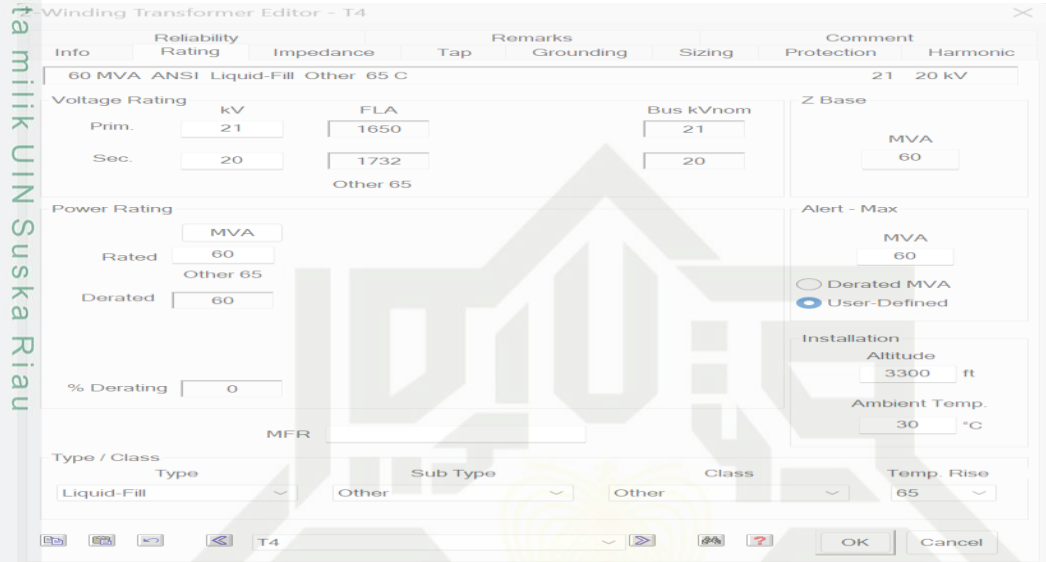 2-Winding Transformer Editor - T4
Reliability Remarks Comment
Info Rating Impedance Tap Grounding Sizing Protection Harmonic
60 MVA ANSI Liquid-Fill Other 65 C 21 20 kV
Voltage Rating Z Base
kV FLA Bus kVnom
Prim. 21 1650 21
MVA
Sec. 20 1732 20 60
Other 65
Power Rating Alert - Max
MVA MVA
Rated 60 60
Other 65
Derated 60 Derated MVA
User-Defined
Installation
Altitude
% Derating 0 3300 ft
Ambient Temp.
MFR 30 °C
Type / Class
Type Sub Type Class Temp. Rise
Liquid-Fill Other Other 65
T4 ? OK Cancel
ta milik UIN Suska Riau